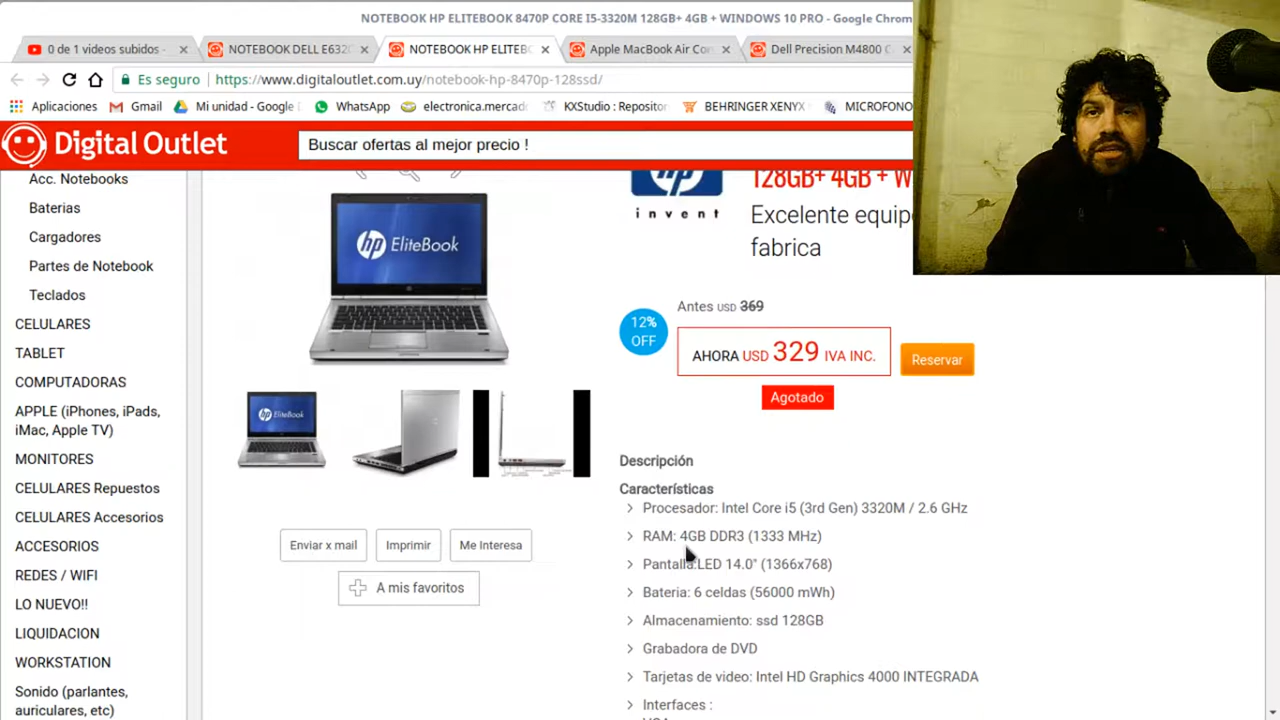 NOTEBOOK HP ELITEBOOK 8470P CORE I5-3320M 128GB+ 4GB + WINDOWS 10 PRO - Google Chrom
0 de 1 videos subidos -
NOTEBOOK DELL E632
NOTEBOOK HP ELITEB
Apple MacBook Air Co
Dell Precision M4800 C
Es seguro
https://www.digitaloutlet.com.uy/notebook-hp-8470p-128ssd/
Aplicaciones
Gmail
Mi unidad - Google
WhatsApp
electronica.mercad
KXStudio : Repositor
BEHRINGER XENYX
MICROFONO
Digital Outlet
Buscar ofertas al mejor precio !
Acc. Notebooks
Baterias
Cargadores
Partes de Notebook
Teclados
CELULARES
TABLET
COMPUTADORAS
APPLE (iPhones, iPads,
iMac, Apple TV)
MONITORES
CELULARES Repuestos
CELULARES Accesorios
ACCESORIOS
REDES / WIFI
LO NUEVO!!
LIQUIDACION
WORKSTATION
Sonido (parlantes,
auriculares, etc)
hp EliteBook
hp EliteBook
Enviar x mail
Imprimir
Me Interesa
A mis favoritos
hp
invent
128GB+ 4GB + W
Excelente equipo
fabrica
Antes USD 369
12%
OFF
AHORA USD 329 IVA INC.
Reservar
Agotado
Descripción
Características
Procesador: Intel Core i5 (3rd Gen) 3320M / 2.6 GHz
RAM: 4GB DDR3 (1333 MHz)
Pantalla:LED 14.0" (1366x768)
Bateria: 6 celdas (56000 mWh)
Almacenamiento: ssd 128GB
Grabadora de DVD
Tarjetas de video: Intel HD Graphics 4000 INTEGRADA
Interfaces :